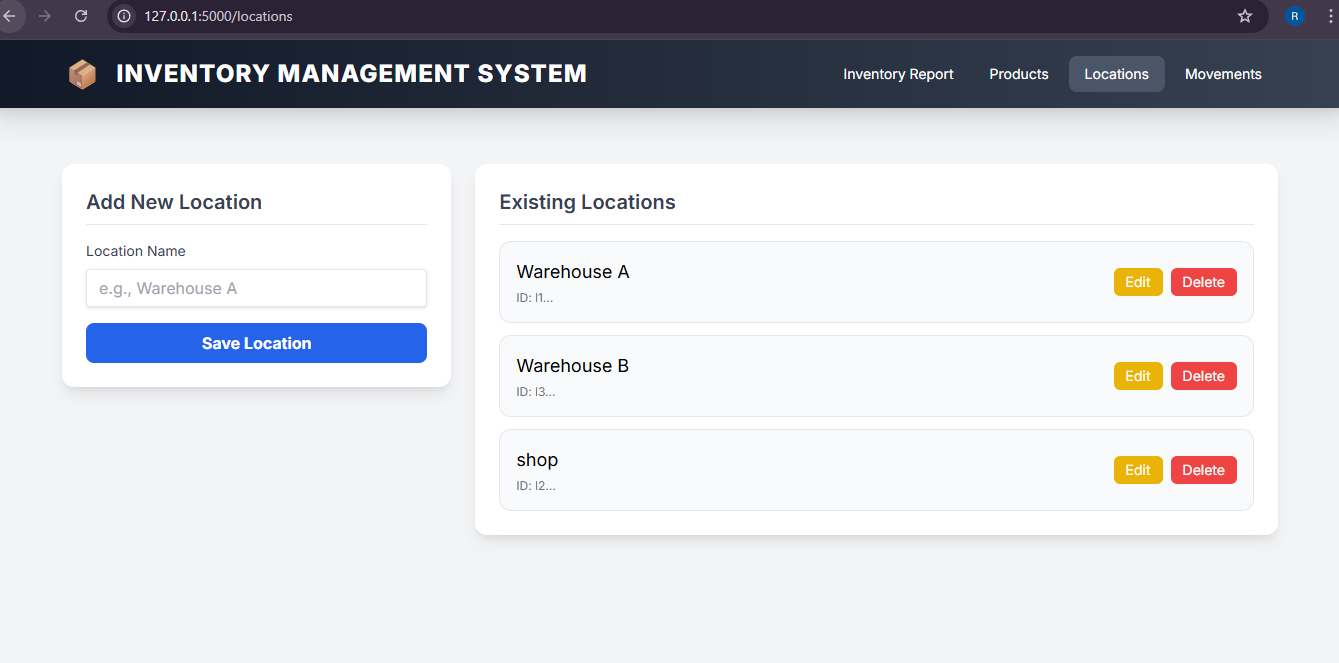 127.0.0.1:5000/locations
R
INVENTORY MANAGEMENT SYSTEM
Inventory Report
Products
Locations
Movements
Add New Location
Location Name
e.g., Warehouse A
Save Location
Existing Locations
Warehouse A
ID: l1...
Edit
Delete
Warehouse B
ID: l3...
Edit
Delete
shop
ID: l2...
Edit
Delete